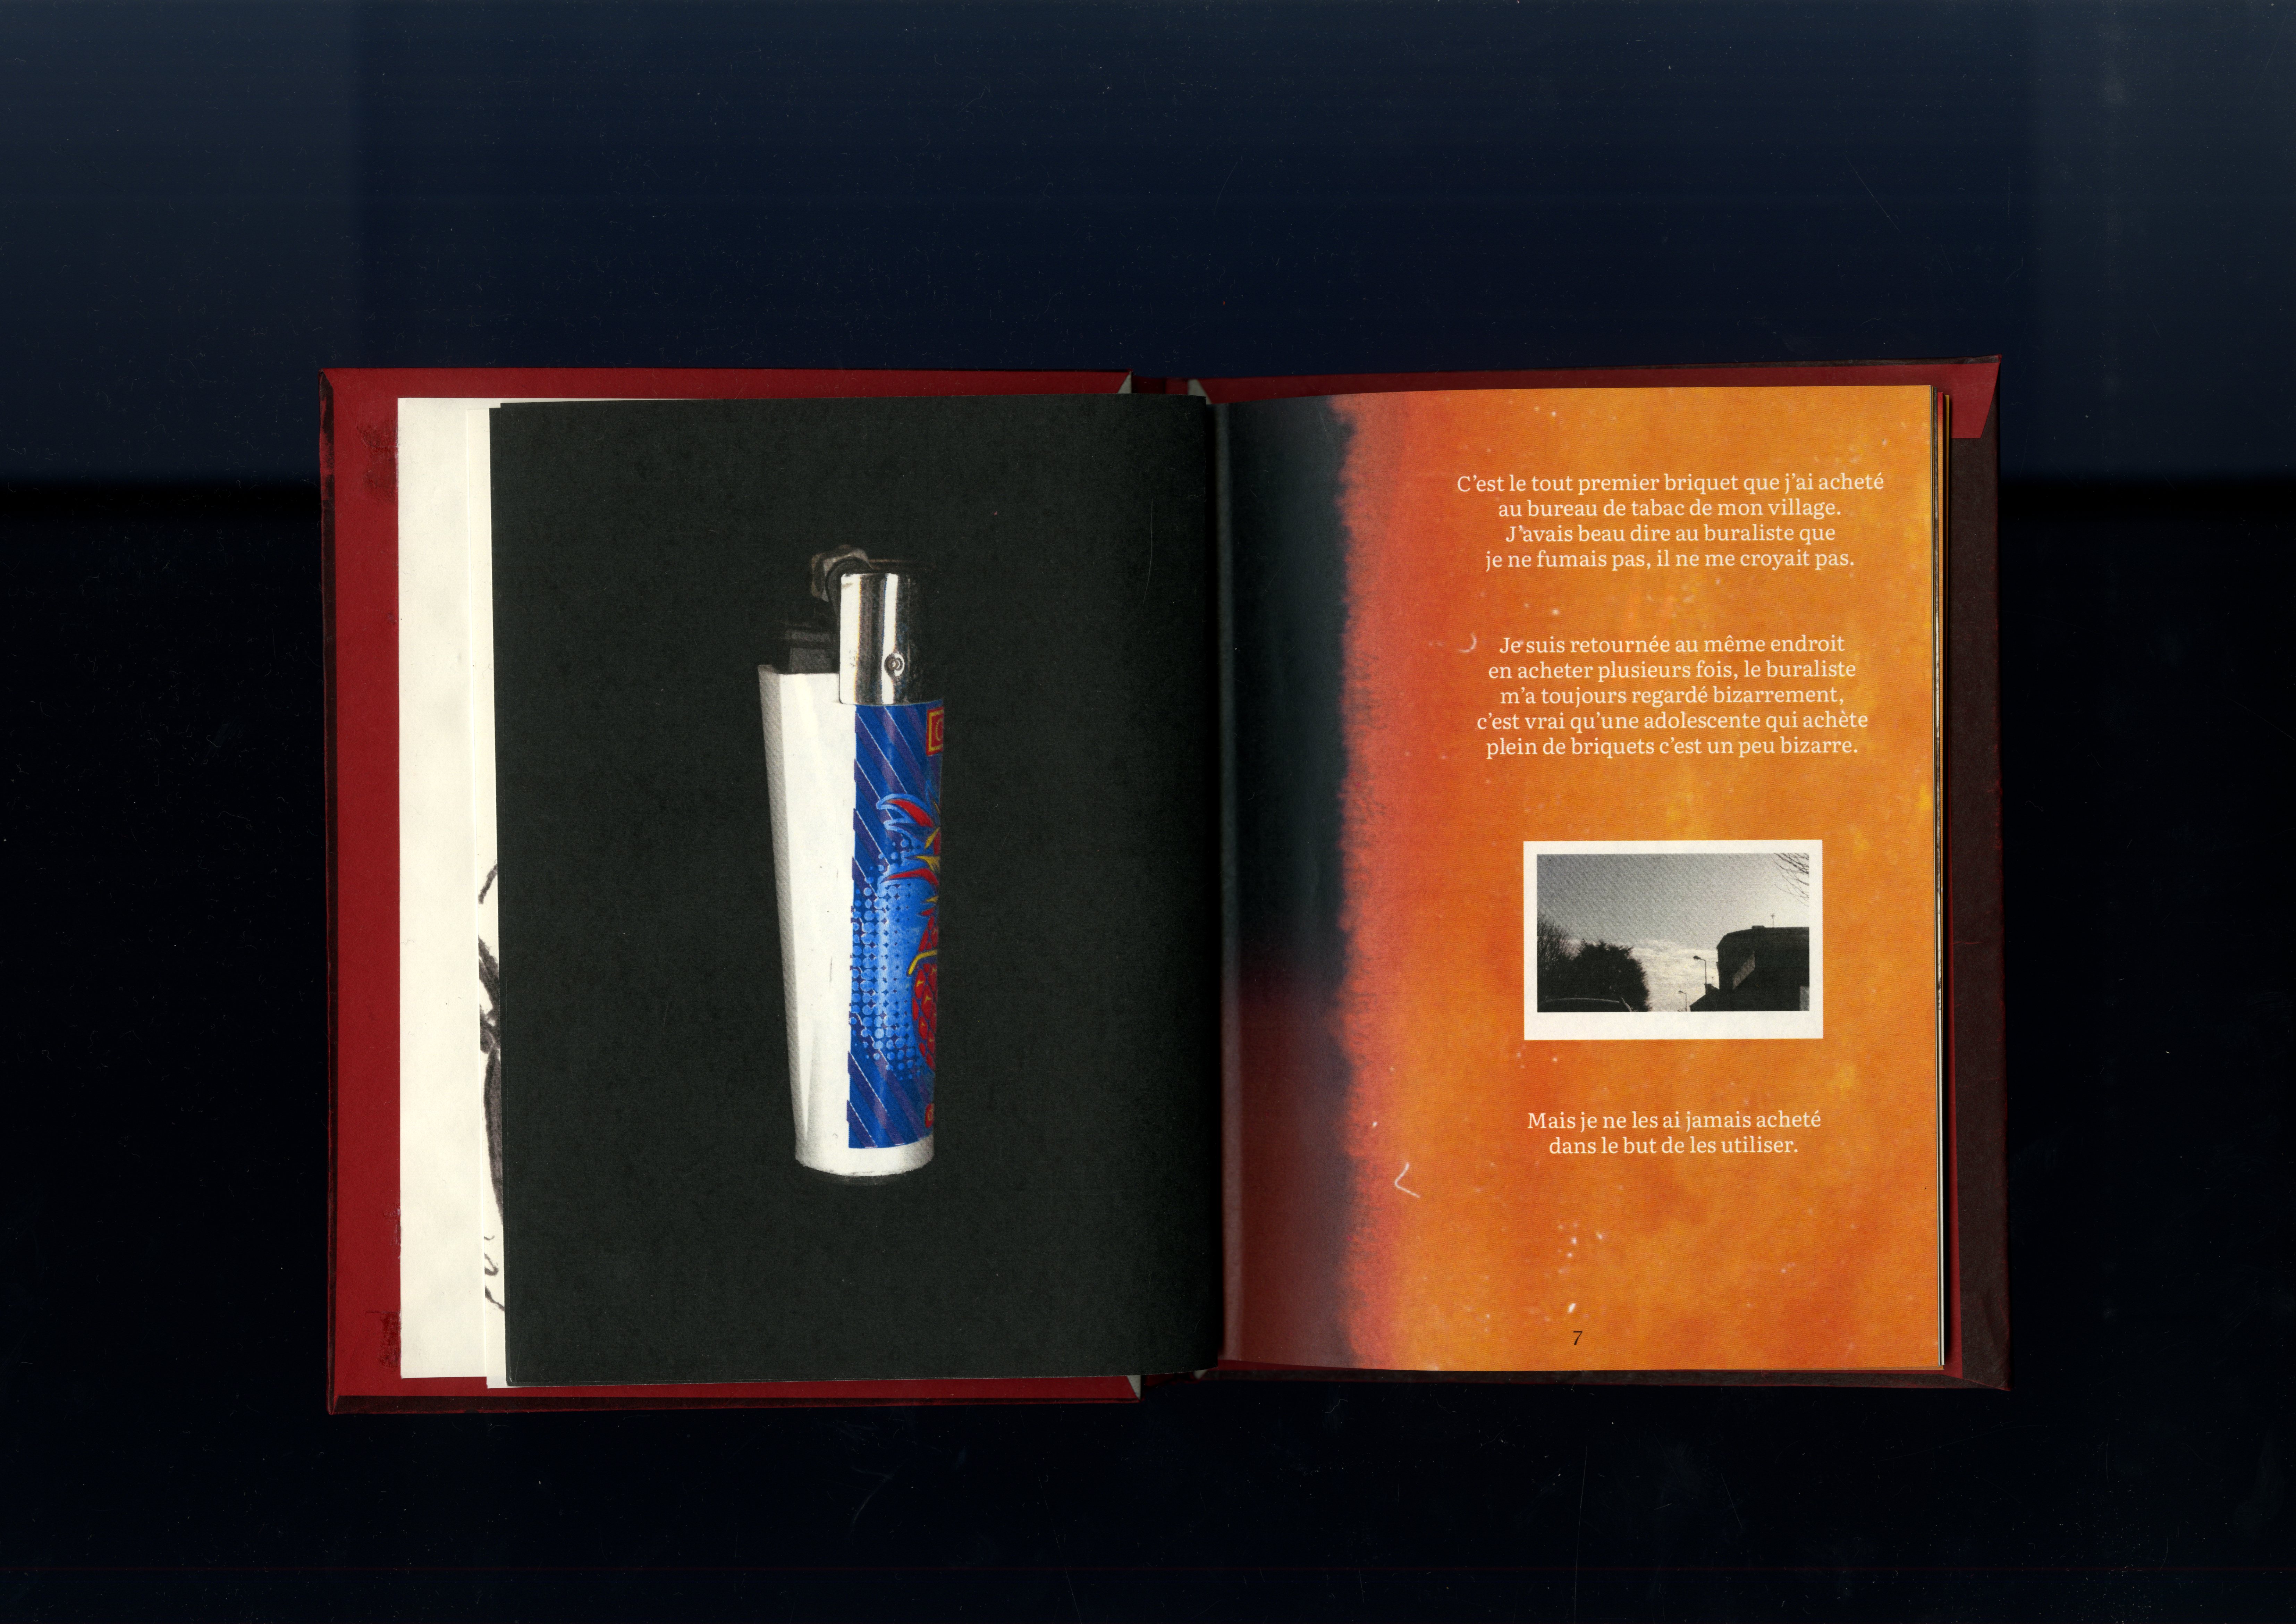 C’est le tout premier briquet que j’ai acheté
au bureau de tabac de mon village.
J’avais beau dire au buraliste que
je ne fumais pas, il ne me croyait pas.
Je suis retournée au même endroit
en acheter plusieurs fois, le buraliste
m’a toujours regardé bizarrement,
c’est vrai qu’une adolescente qui achète
plein de briquets c’est un peu bizarre.
Mais je ne les ai jamais acheté
dans le but de les utiliser.
7